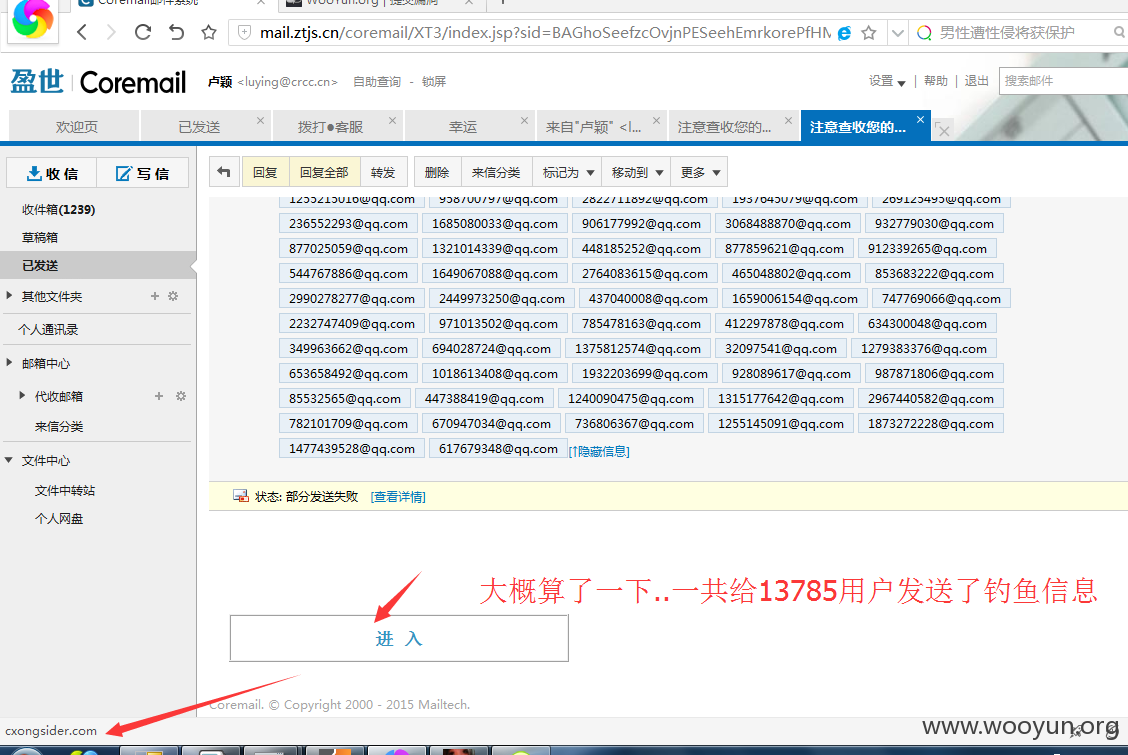 Coremail邮件系统
WooYun.org | 提交漏洞
mail.ztjs.cn/coremail/XT3/index.jsp?sid=BAGhoSeefzcOvjnPESeehEmrkorePfHM
男性遭性侵将获保护
盈世 Coremail 卢颖 <luying@crcc.cn> 自助查询 - 锁屏
设置 | 帮助 | 退出 搜索邮件
欢迎页 已发送 拨打●客服 幸运 来自"卢颖" <l... 注意查收您的... 注意查收您的...
收信 写信
回复 回复全部 转发 删除 来信分类 标记为 移动到 更多
收件箱(1239)
草稿箱
已发送
其他文件夹
个人通讯录
邮箱中心
代收邮箱
来信分类
文件中心
文件中转站
个人网盘
1255215016@qq.com 958700797@qq.com 2822711892@qq.com 1937645079@qq.com 269125495@qq.com
236552293@qq.com 1685080033@qq.com 906177992@qq.com 3068488870@qq.com 932779030@qq.com
877025059@qq.com 1321014339@qq.com 448185252@qq.com 877859621@qq.com 912339265@qq.com
544767886@qq.com 1649067088@qq.com 2764083615@qq.com 465048802@qq.com 853683222@qq.com
2990278277@qq.com 2449973250@qq.com 437040008@qq.com 1659006154@qq.com 747769066@qq.com
2232747409@qq.com 971013502@qq.com 785478163@qq.com 412297878@qq.com 634300048@qq.com
349963662@qq.com 694028724@qq.com 1375812574@qq.com 32097541@qq.com 1279383376@qq.com
653658492@qq.com 1018613408@qq.com 1932203699@qq.com 928089617@qq.com 987871806@qq.com
85532565@qq.com 447388419@qq.com 1240090475@qq.com 1315177642@qq.com 2967440582@qq.com
782101709@qq.com 670947034@qq.com 736806367@qq.com 1255145091@qq.com 1873272228@qq.com
1477439528@qq.com 617679348@qq.com [↑隐藏信息]
状态: 部分发送失败 [查看详情]
大概算了一下..一共给13785用户发送了钓鱼信息
进 入
Coremail. © Copyright 2000 - 2015 Mailtech.
cxongsider.com
www.wooyun.org